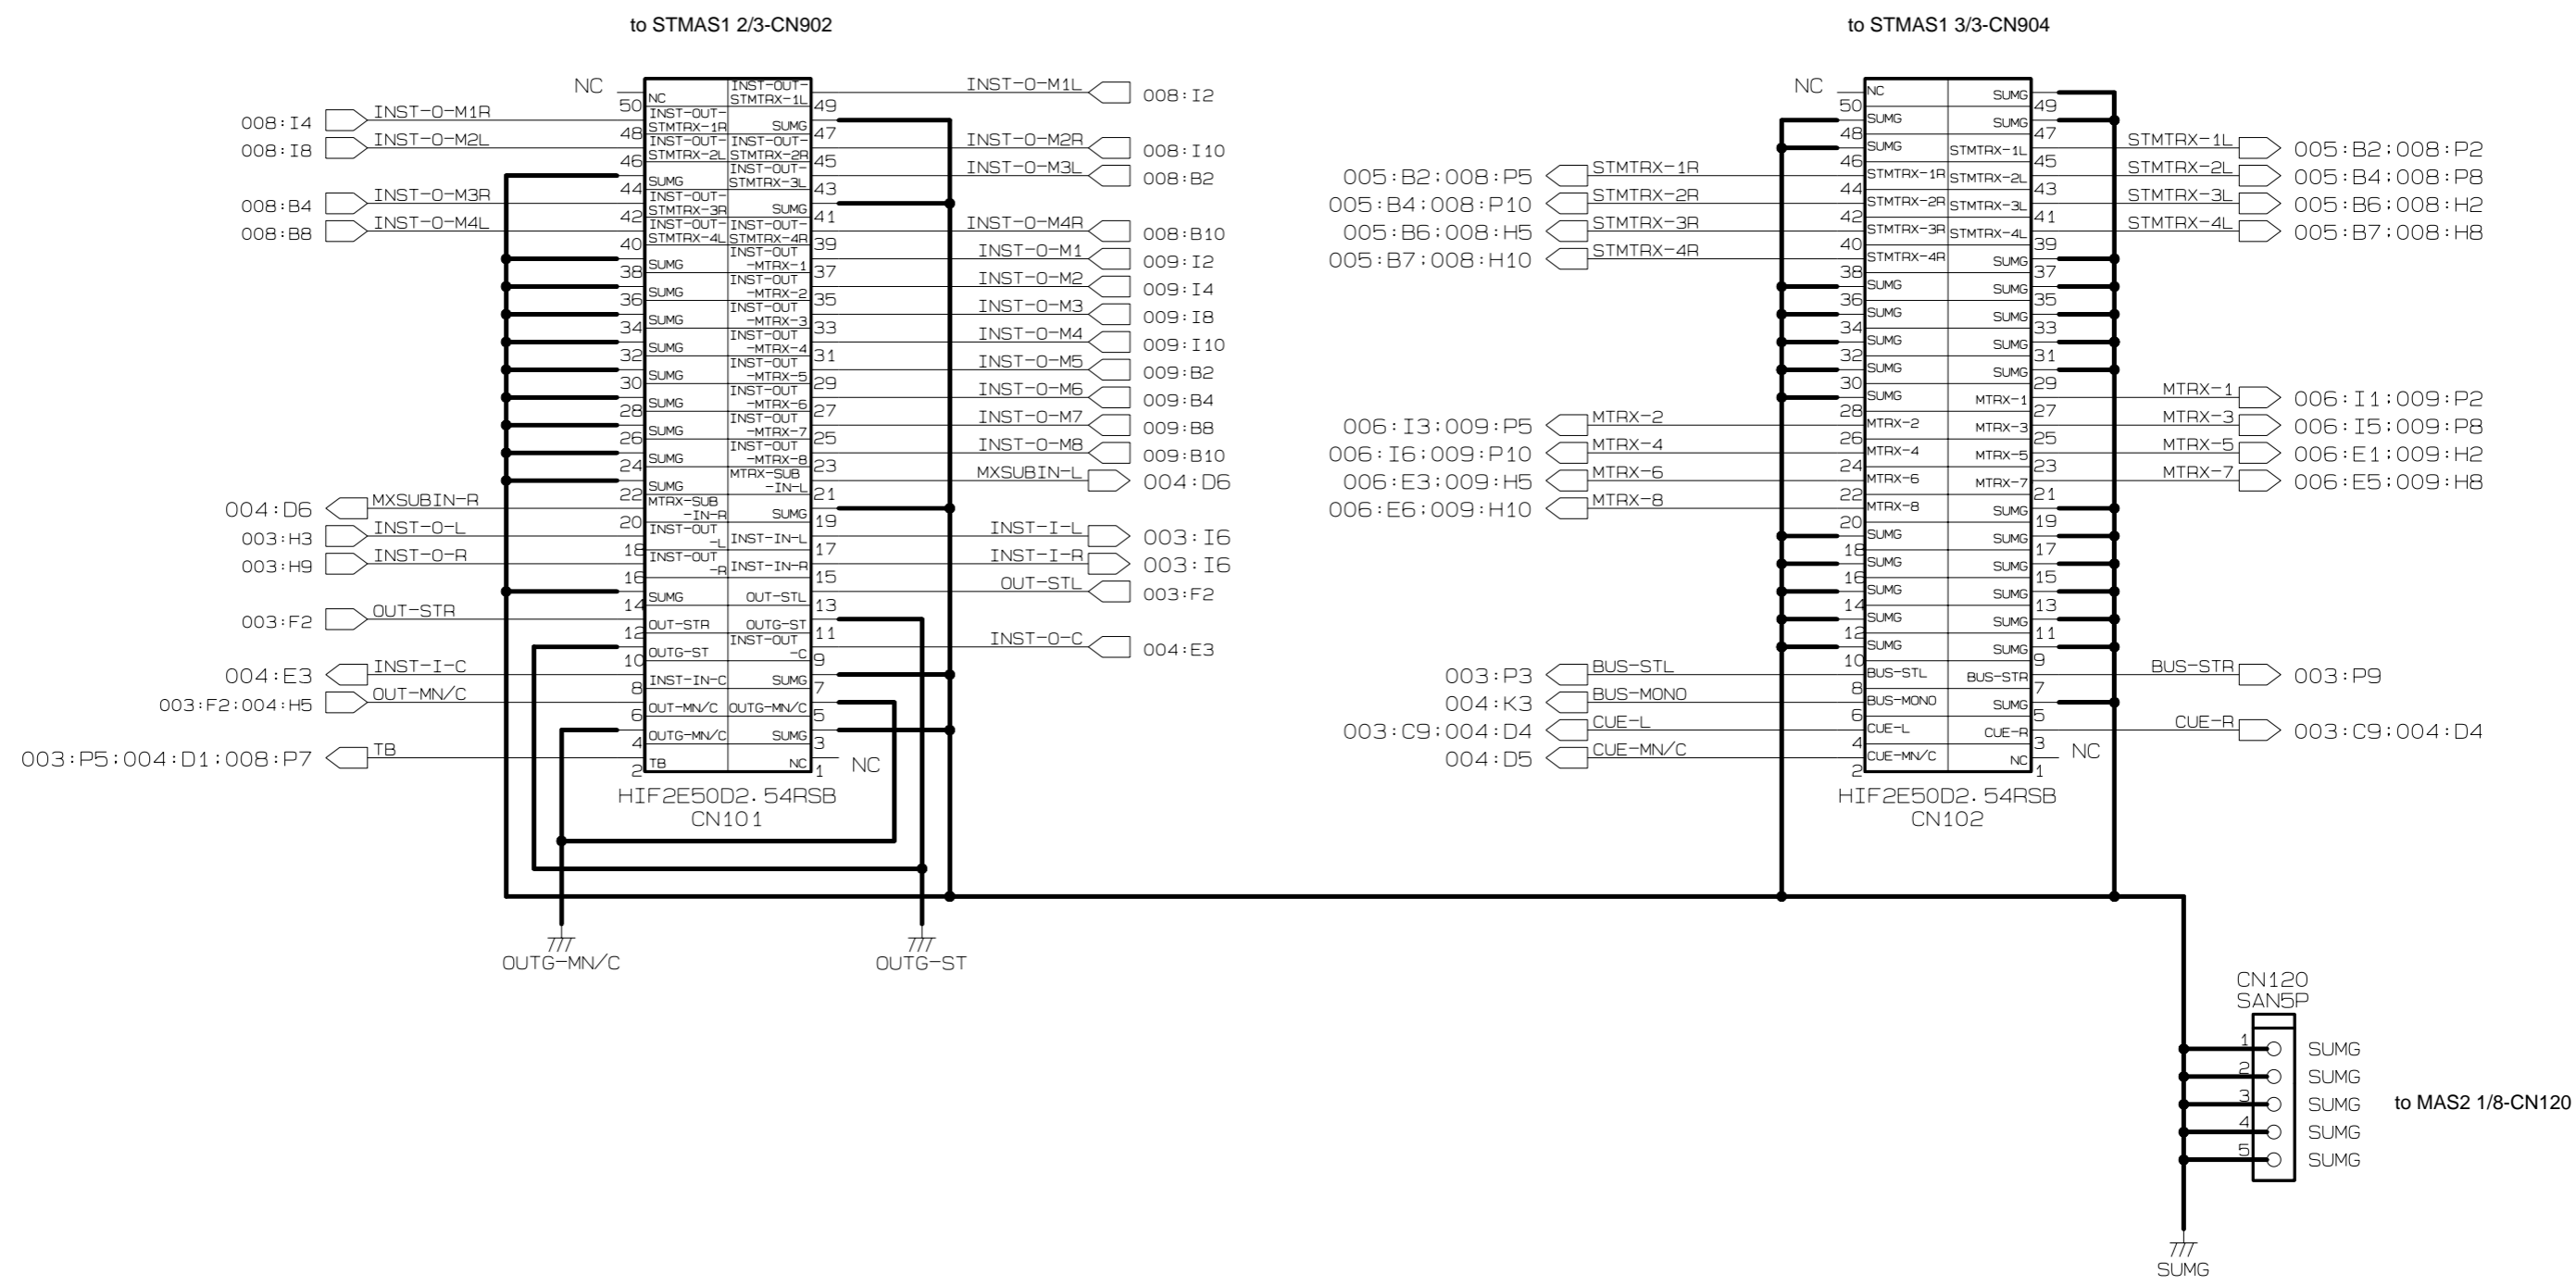 to STMAS1 2/3-CN902
NC
50 NC INST-OUT-STMTRX-1L 49 INST-O-M1L 008:I2
008:I4 INST-O-M1R 48 INST-OUT-STMTRX-1R SUMG 47
008:I8 INST-O-M2L 46 INST-OUT-STMTRX-2L INST-OUT-STMTRX-2R 45 INST-O-M2R 008:I10
44 SUMG INST-OUT-STMTRX-3L 43 INST-O-M3L 008:B2
008:B4 INST-O-M3R 42 INST-OUT-STMTRX-3R SUMG 41
008:B8 INST-O-M4L 40 INST-OUT-STMTRX-4L INST-OUT-STMTRX-4R 39 INST-O-M4R 008:B10
38 SUMG INST-OUT-MTRX-1 37 INST-O-M1 009:I2
36 SUMG INST-OUT-MTRX-2 35 INST-O-M2 009:I4
34 SUMG INST-OUT-MTRX-3 33 INST-O-M3 009:I8
32 SUMG INST-OUT-MTRX-4 31 INST-O-M4 009:I10
30 SUMG INST-OUT-MTRX-5 29 INST-O-M5 009:B2
28 SUMG INST-OUT-MTRX-6 27 INST-O-M6 009:B4
26 SUMG INST-OUT-MTRX-7 25 INST-O-M7 009:B8
24 SUMG INST-OUT-MTRX-8 23 INST-O-M8 009:B10
22 SUMG MTRX-SUB-IN-L 21 MXSUBIN-L 004:D6
004:D6 MXSUBIN-R 20 MTRX-SUB-IN-R SUMG 19
003:H3 INST-O-L 18 INST-OUT-L INST-IN-L 17 INST-I-L 003:I6
003:H9 INST-O-R 16 INST-OUT-R INST-IN-R 15 INST-I-R 003:I6
14 SUMG OUT-STL 13 OUT-STL 003:F2
003:F2 OUT-STR 12 OUT-STR OUTG-ST 11
10 OUTG-ST INST-OUT-C 9 INST-O-C 004:E3
004:E3 INST-I-C 8 INST-IN-C SUMG 7
003:F2;004:H5 OUT-MN/C 6 OUT-MN/C OUTG-MN/C 5
4 OUTG-MN/C SUMG 3
003:P5;004:D1;008:P7 TB 2 TB NC 1 NC
HIF2E50D2.54RSB
CN101
OUTG-MN/C
OUTG-ST
to STMAS1 3/3-CN904
NC
50 NC SUMG 49
48 SUMG SUMG 47
46 SUMG STMTRX-1L 45 STMTRX-1L 005:B2;008:P2
005:B2;008:P5 STMTRX-1R 44 STMTRX-1R STMTRX-2L 43 STMTRX-2L 005:B4;008:P8
005:B4;008:P10 STMTRX-2R 42 STMTRX-2R STMTRX-3L 41 STMTRX-3L 005:B6;008:H2
005:B6;008:H5 STMTRX-3R 40 STMTRX-3R STMTRX-4L 39 STMTRX-4L 005:B7;008:H8
005:B7;008:H10 STMTRX-4R 38 STMTRX-4R SUMG 37
36 SUMG SUMG 35
34 SUMG SUMG 33
32 SUMG SUMG 31
30 SUMG SUMG 29
28 SUMG MTRX-1 27 MTRX-1 006:I1;009:P2
006:I3;009:P5 MTRX-2 26 MTRX-2 MTRX-3 25 MTRX-3 006:I5;009:P8
006:I6;009:P10 MTRX-4 24 MTRX-4 MTRX-5 23 MTRX-5 006:E1;009:H2
006:E3;009:H5 MTRX-6 22 MTRX-6 MTRX-7 21 MTRX-7 006:E5;009:H8
006:E6;009:H10 MTRX-8 20 MTRX-8 SUMG 19
18 SUMG SUMG 17
16 SUMG SUMG 15
14 SUMG SUMG 13
12 SUMG SUMG 11
10 SUMG SUMG 9
003:P3 BUS-STL 8 BUS-STL BUS-STR 7 BUS-STR 003:P9
004:K3 BUS-MONO 6 BUS-MONO SUMG 5
003:C9;004:D4 CUE-L 4 CUE-L CUE-R 3 CUE-R 003:C9;004:D4
004:D5 CUE-MN/C 2 CUE-MN/C NC 1 NC
HIF2E50D2.54RSB
CN102
CN120
SAN5P
1 SUMG
2 SUMG
3 SUMG to MAS2 1/8-CN120
4 SUMG
5 SUMG
SUMG